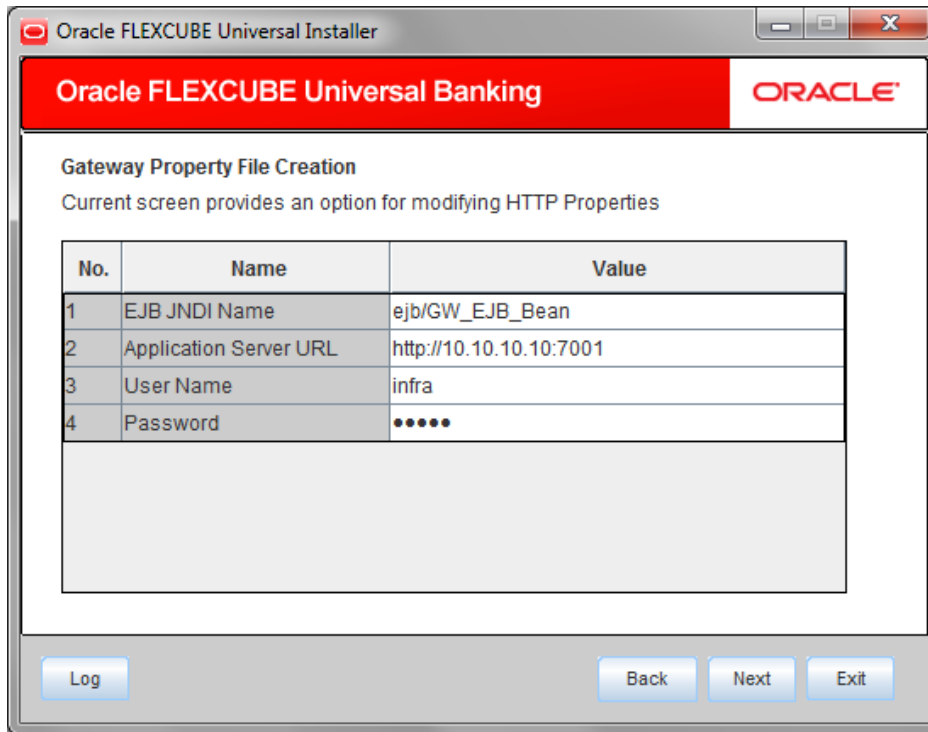 Oracle FLEXCUBE Universal Installer
Oracle FLEXCUBE Universal Banking
ORACLE
Gateway Property File Creation
Current screen provides an option for modifying HTTP Properties
No. Name Value
1 EJB JNDI Name ejb/GW_EJB_Bean
2 Application Server URL http://10.10.10.10:7001
3 User Name infra
4 Password •••••
Log Back Next Exit